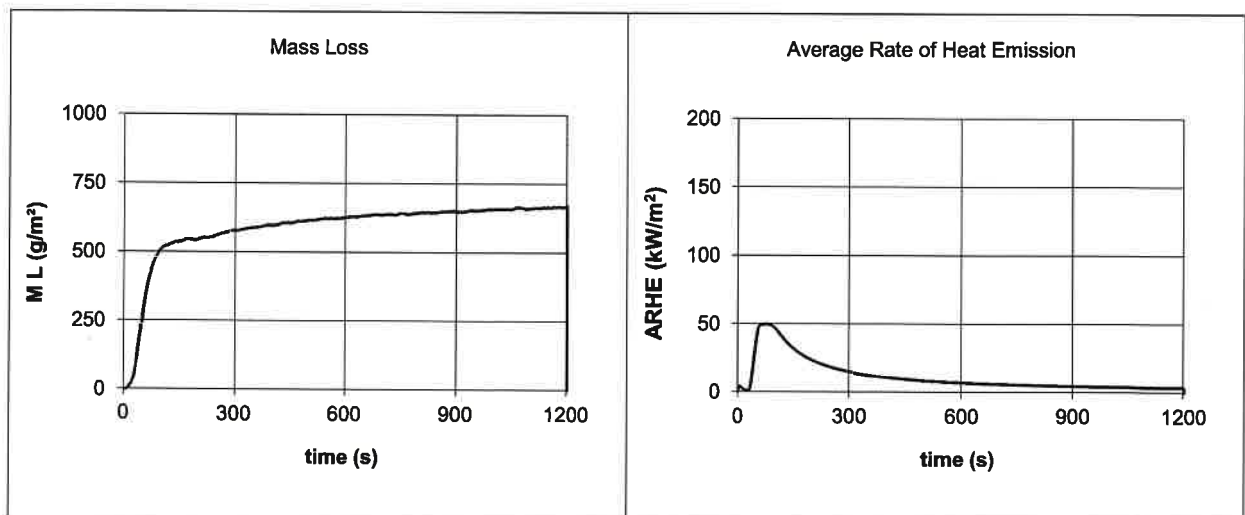 Mass Loss
1000
750
500
250
0
M L (g/m²)
0 300 600 900 1200
time (s)
Average Rate of Heat Emission
200
150
100
50
0
ARHE (kW/m²)
0 300 600 900 1200
time (s)